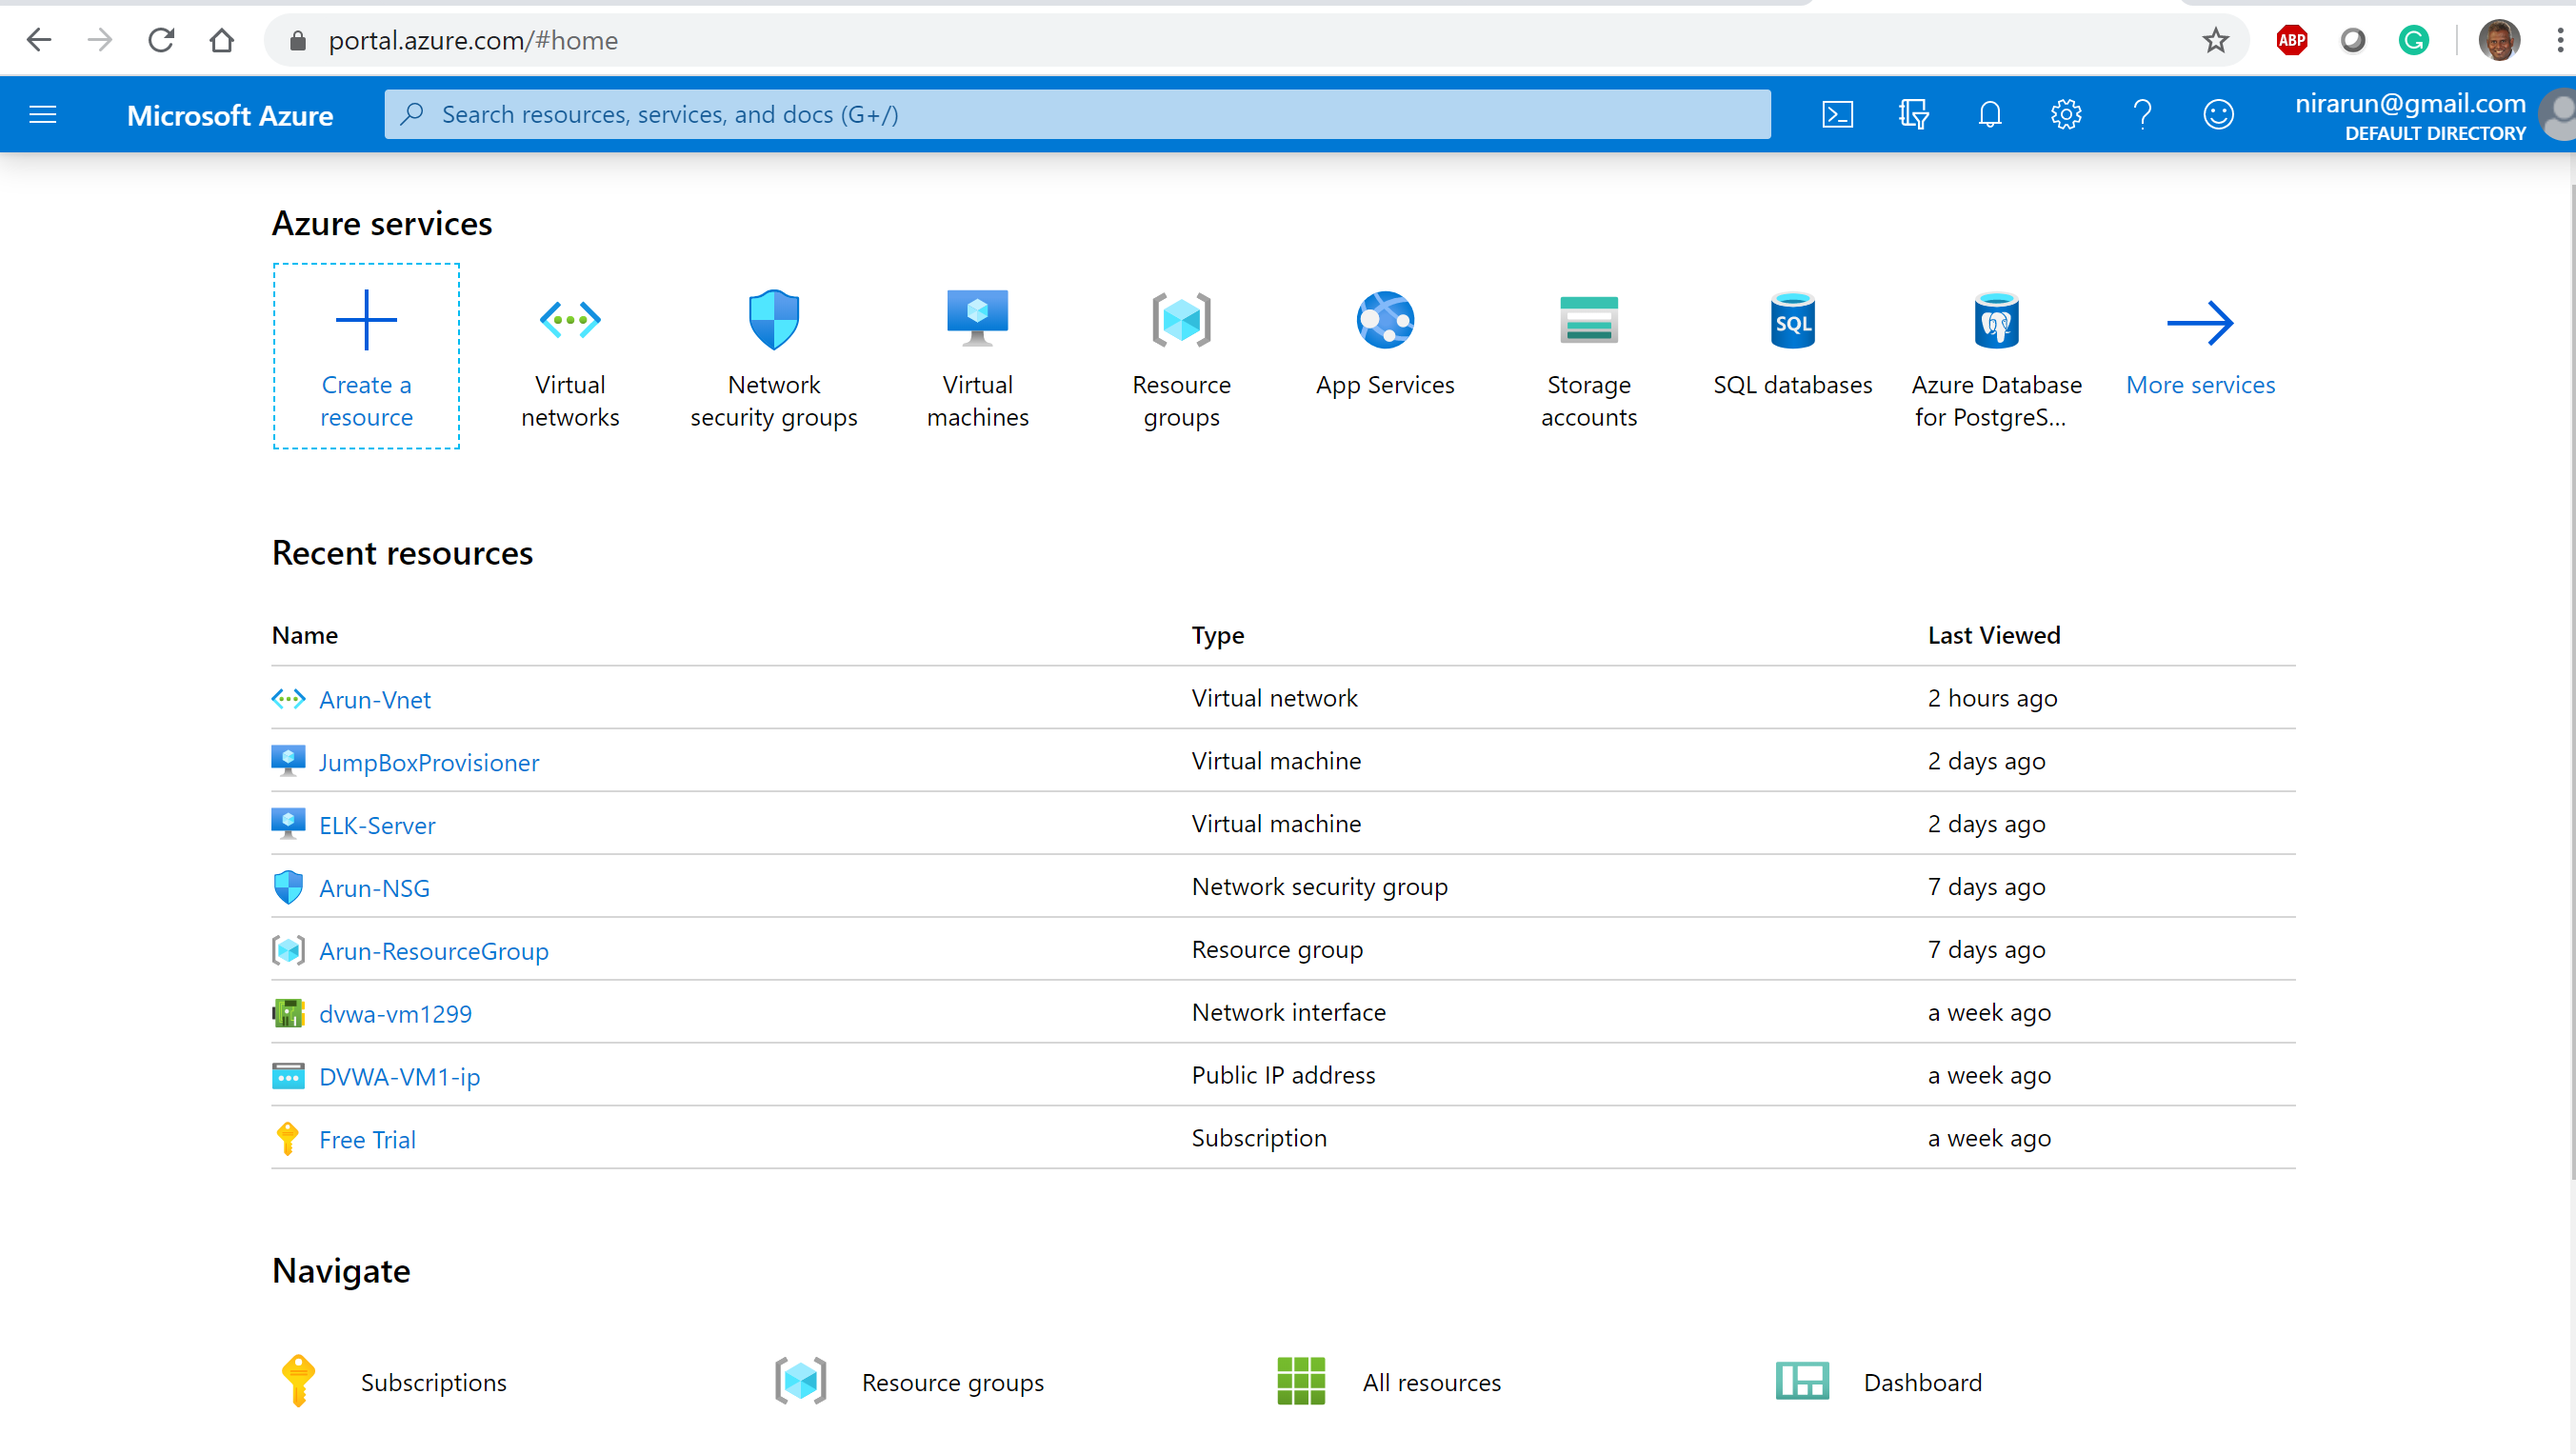 portal.azure.com/#home
ABP
G
Microsoft Azure
Search resources, services, and docs (G+/)
nirarun@gmail.com
DEFAULT DIRECTORY
Azure services
Create a
resource
Virtual
networks
Network
security groups
Virtual
machines
Resource
groups
App Services
Storage
accounts
SQL
SQL databases
Azure Database
for PostgreS...
More services
Recent resources
Name Type Last Viewed
Arun-Vnet Virtual network 2 hours ago
JumpBoxProvisioner Virtual machine 2 days ago
ELK-Server Virtual machine 2 days ago
Arun-NSG Network security group 7 days ago
Arun-ResourceGroup Resource group 7 days ago
dvwa-vm1299 Network interface a week ago
DVWA-VM1-ip Public IP address a week ago
Free Trial Subscription a week ago
Navigate
Subscriptions Resource groups All resources Dashboard